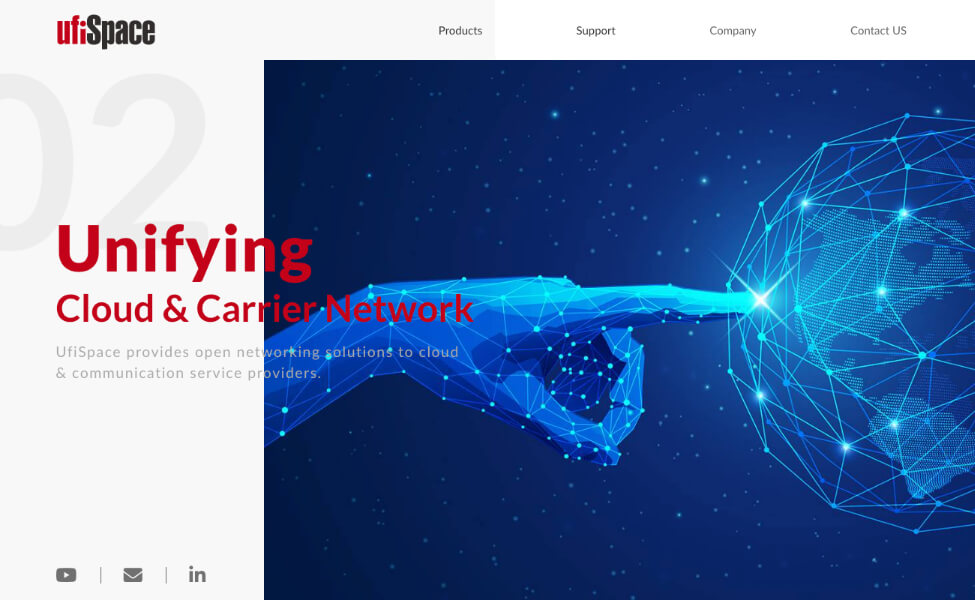 ufiSpace
Products
Support
Company
Contact US
02
Unifying
Cloud & Carrier Network
UfiSpace provides open networking solutions to cloud
& communication service providers.
in